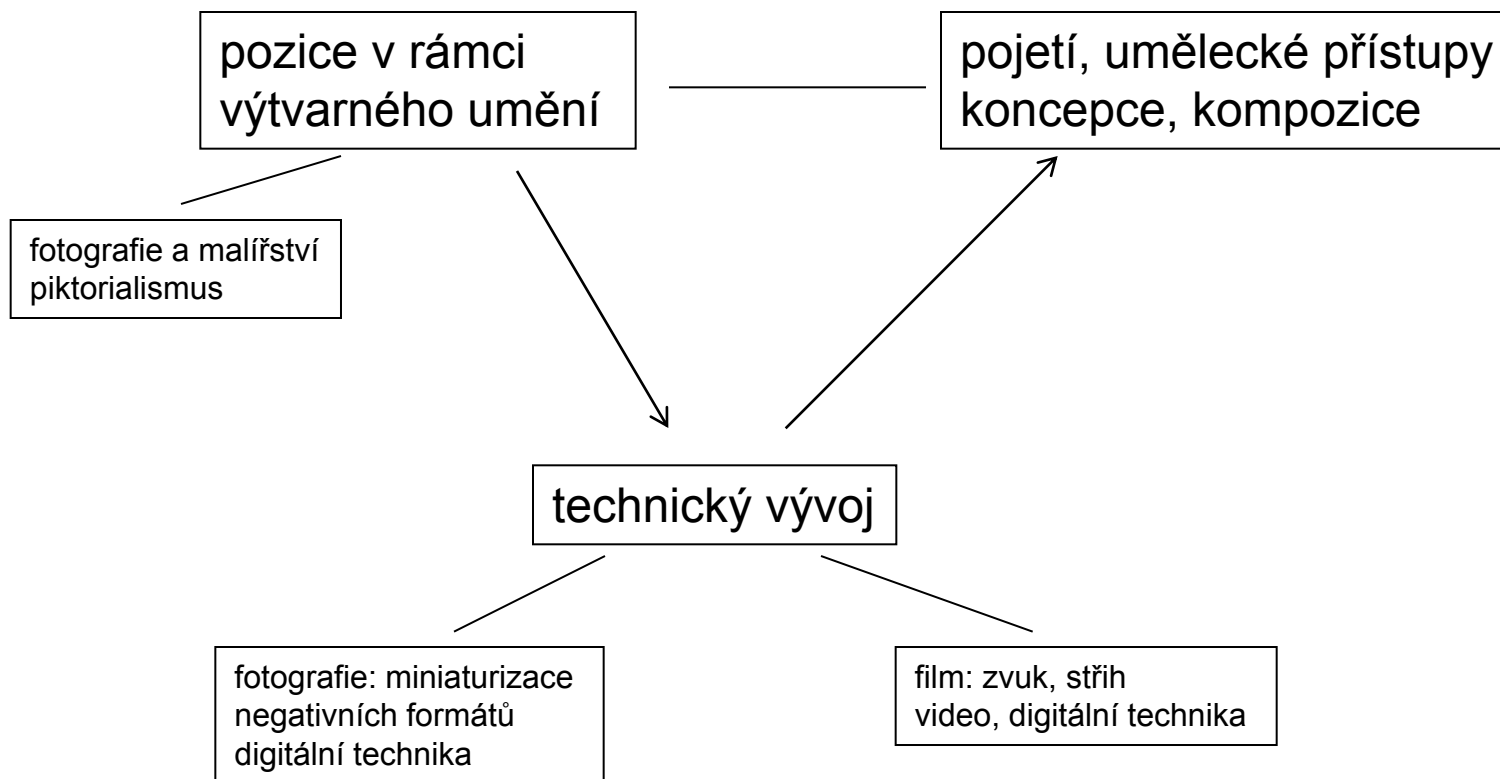 pozice v rámci
výtvarného umění
pojetí, umělecké přístupy
koncepce, kompozice
fotografie a malířství
piktorialismus
technický vývoj
fotografie: miniaturizace
negativních formátů
digitální technika
film: zvuk, střih
video, digitální technika